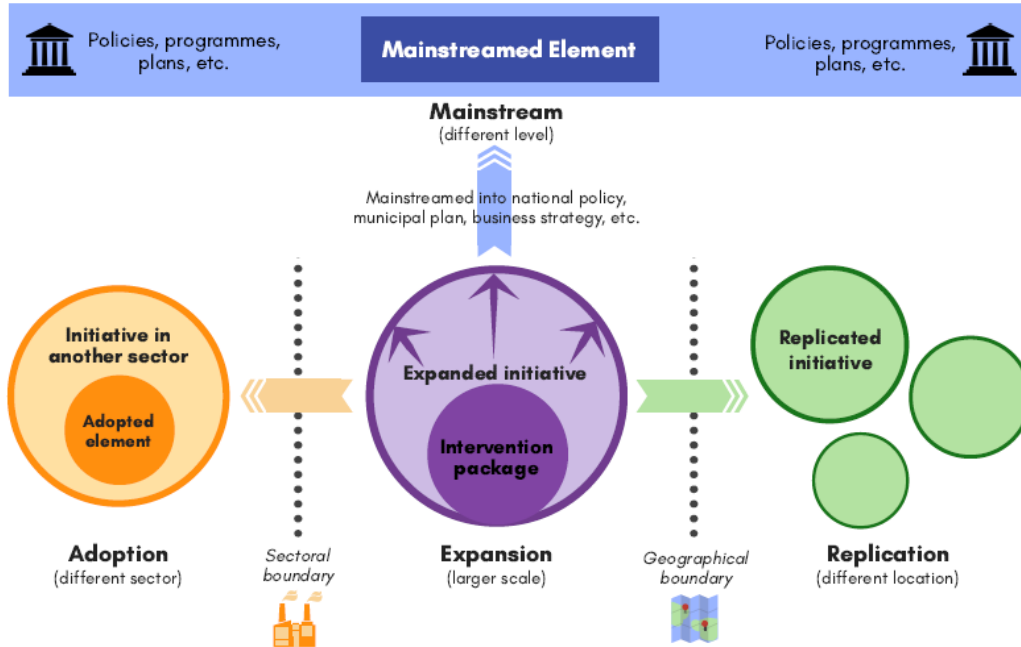 Policies, programmes,
plans, etc.
Mainstreamed Element
Policies, programmes,
plans, etc.
Mainstream
(different level)
Mainstreamed into national policy,
municipal plan, business strategy, etc.
Initiative in
another sector
Adopted
element
Expanded initiative
Intervention
package
Replicated
initiative
Adoption
(different sector)
Sectoral
boundary
Expansion
(larger scale)
Geographical
boundary
Replication
(different location)